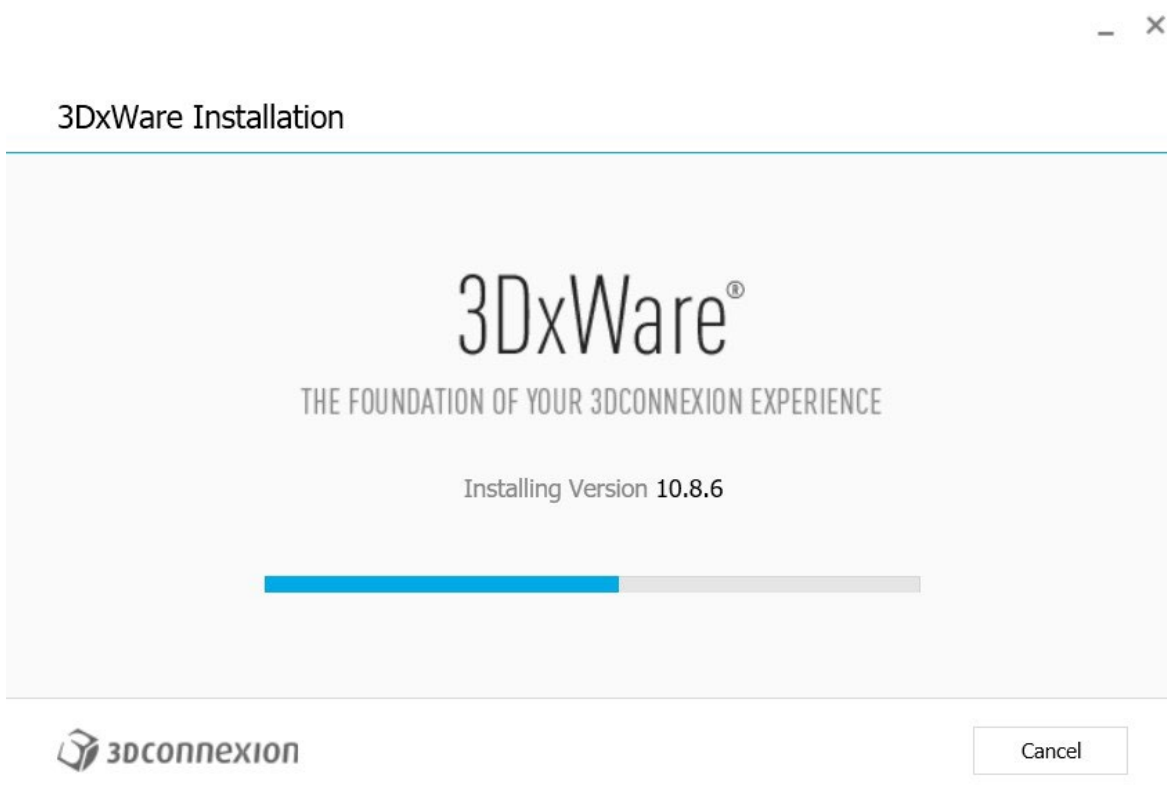 3DxWare Installation
3DxWare®
THE FOUNDATION OF YOUR 3DCONNEXION EXPERIENCE
Installing Version 10.8.6
3Dconnexion
Cancel